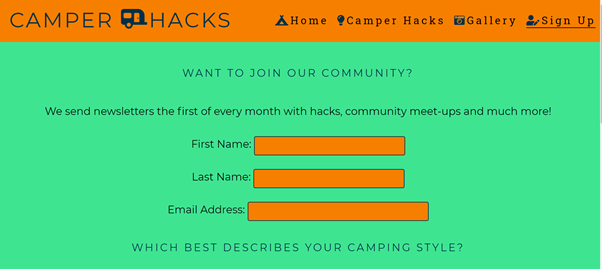 CAMPER HACKS Home Camper Hacks Gallery Sign Up
WANT TO JOIN OUR COMMUNITY?
We send newsletters the first of every month with hacks, community meet-ups and much more!
First Name:
Last Name:
Email Address:
WHICH BEST DESCRIBES YOUR CAMPING STYLE?